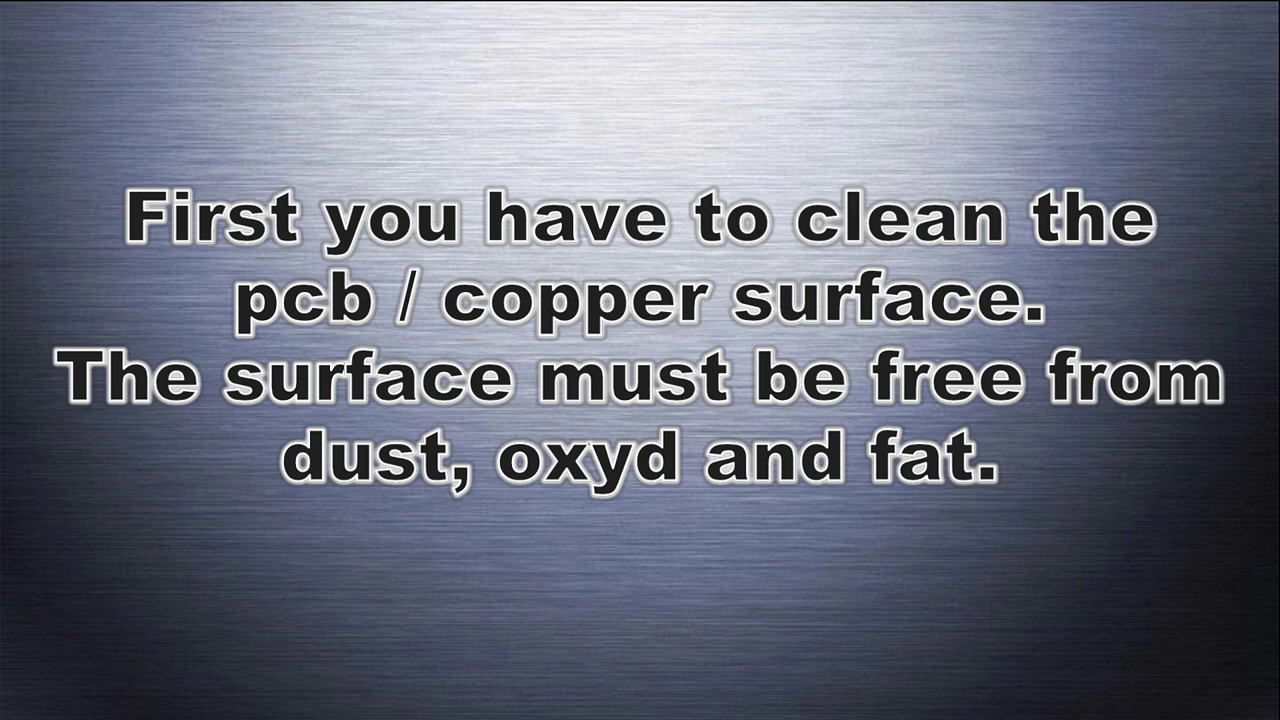 First you have to clean the
pcb / copper surface.
The surface must be free from
dust, oxyd and fat.